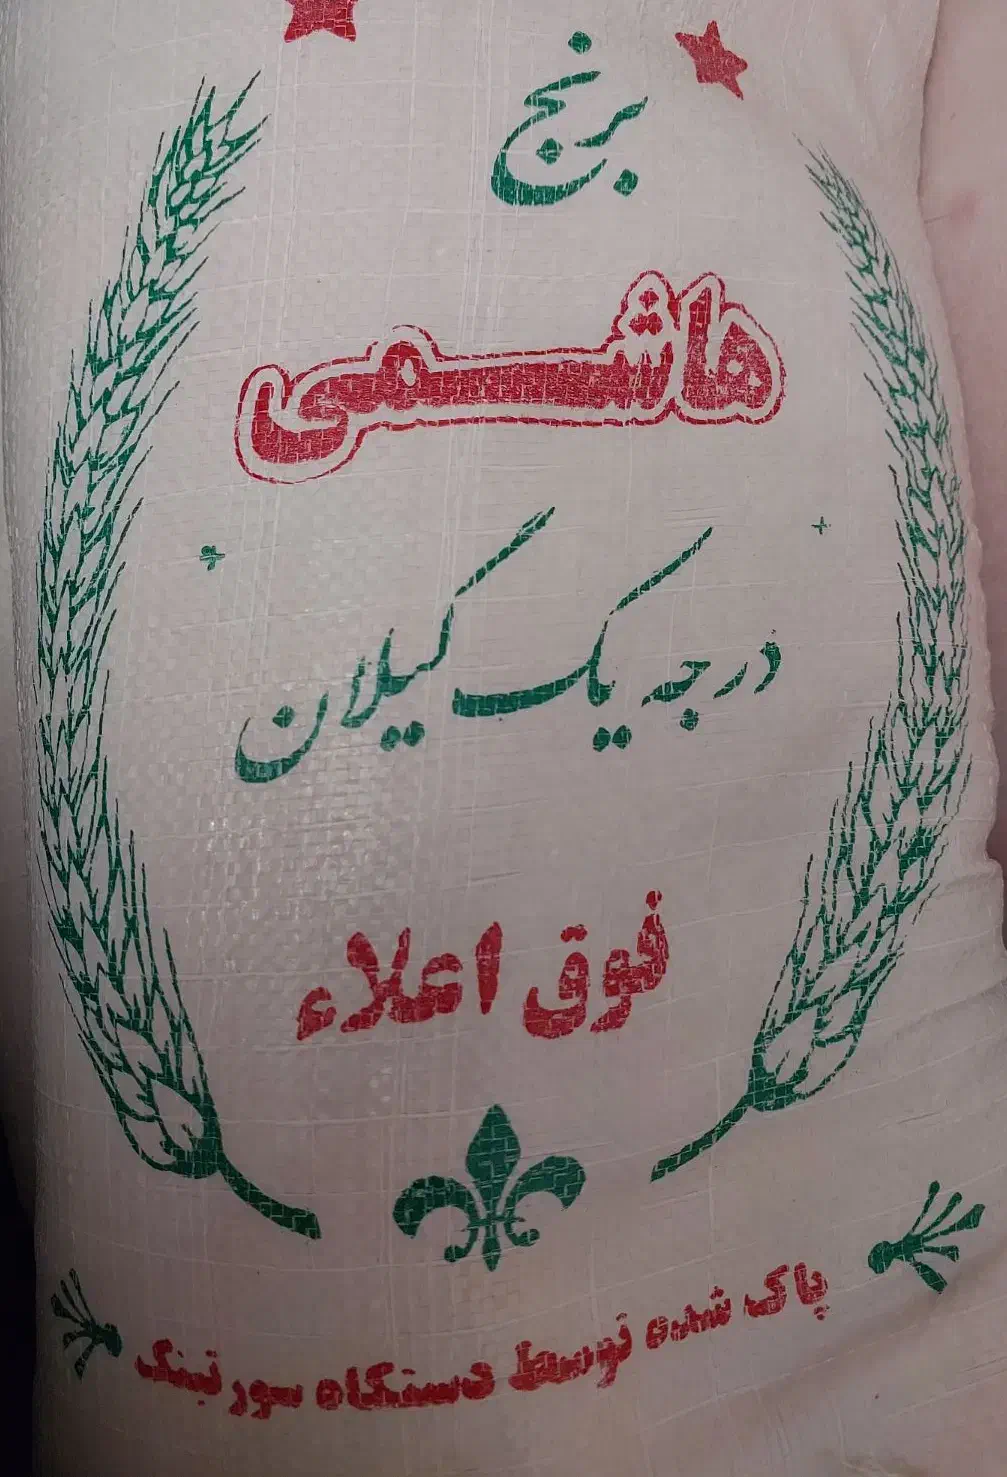 برنج
هاشمی
درجه یک گیلان
فوق اعلاء
پاک شده توسط دستگاه سورتینگ